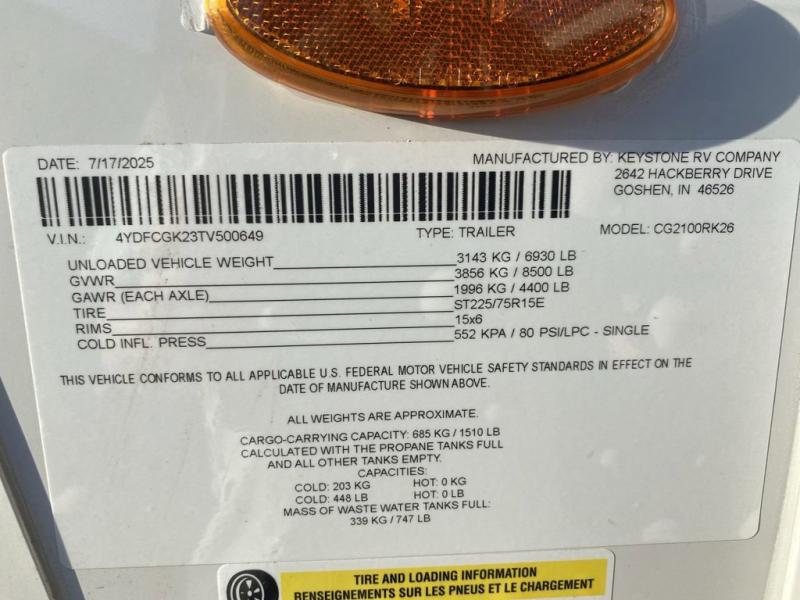 DATE: 7/17/2025
MANUFACTURED BY: KEYSTONE RV COMPANY
2642 HACKBERRY DRIVE
GOSHEN, IN 46526
V.I.N.: 4YDFCGK23TV500649 TYPE: TRAILER MODEL: CG2100RK26
UNLOADED VEHICLE WEIGHT 3143 KG / 6930 LB
GVWR 3856 KG / 8500 LB
GAWR (EACH AXLE) 1996 KG / 4400 LB
TIRE ST225/75R15E
RIMS 15x6
COLD INFL. PRESS 552 KPA / 80 PSI/LPC - SINGLE
THIS VEHICLE CONFORMS TO ALL APPLICABLE U.S. FEDERAL MOTOR VEHICLE SAFETY STANDARDS IN EFFECT ON THE
DATE OF MANUFACTURE SHOWN ABOVE.
ALL WEIGHTS ARE APPROXIMATE.
CARGO-CARRYING CAPACITY: 685 KG / 1510 LB
CALCULATED WITH THE PROPANE TANKS FULL
AND ALL OTHER TANKS EMPTY.
CAPACITIES:
COLD: 203 KG HOT: 0 KG
COLD: 448 LB HOT: 0 LB
MASS OF WASTE WATER TANKS FULL:
339 KG / 747 LB
TIRE AND LOADING INFORMATION
RENSEIGNEMENTS SUR LES PNEUS ET LE CHARGEMENT